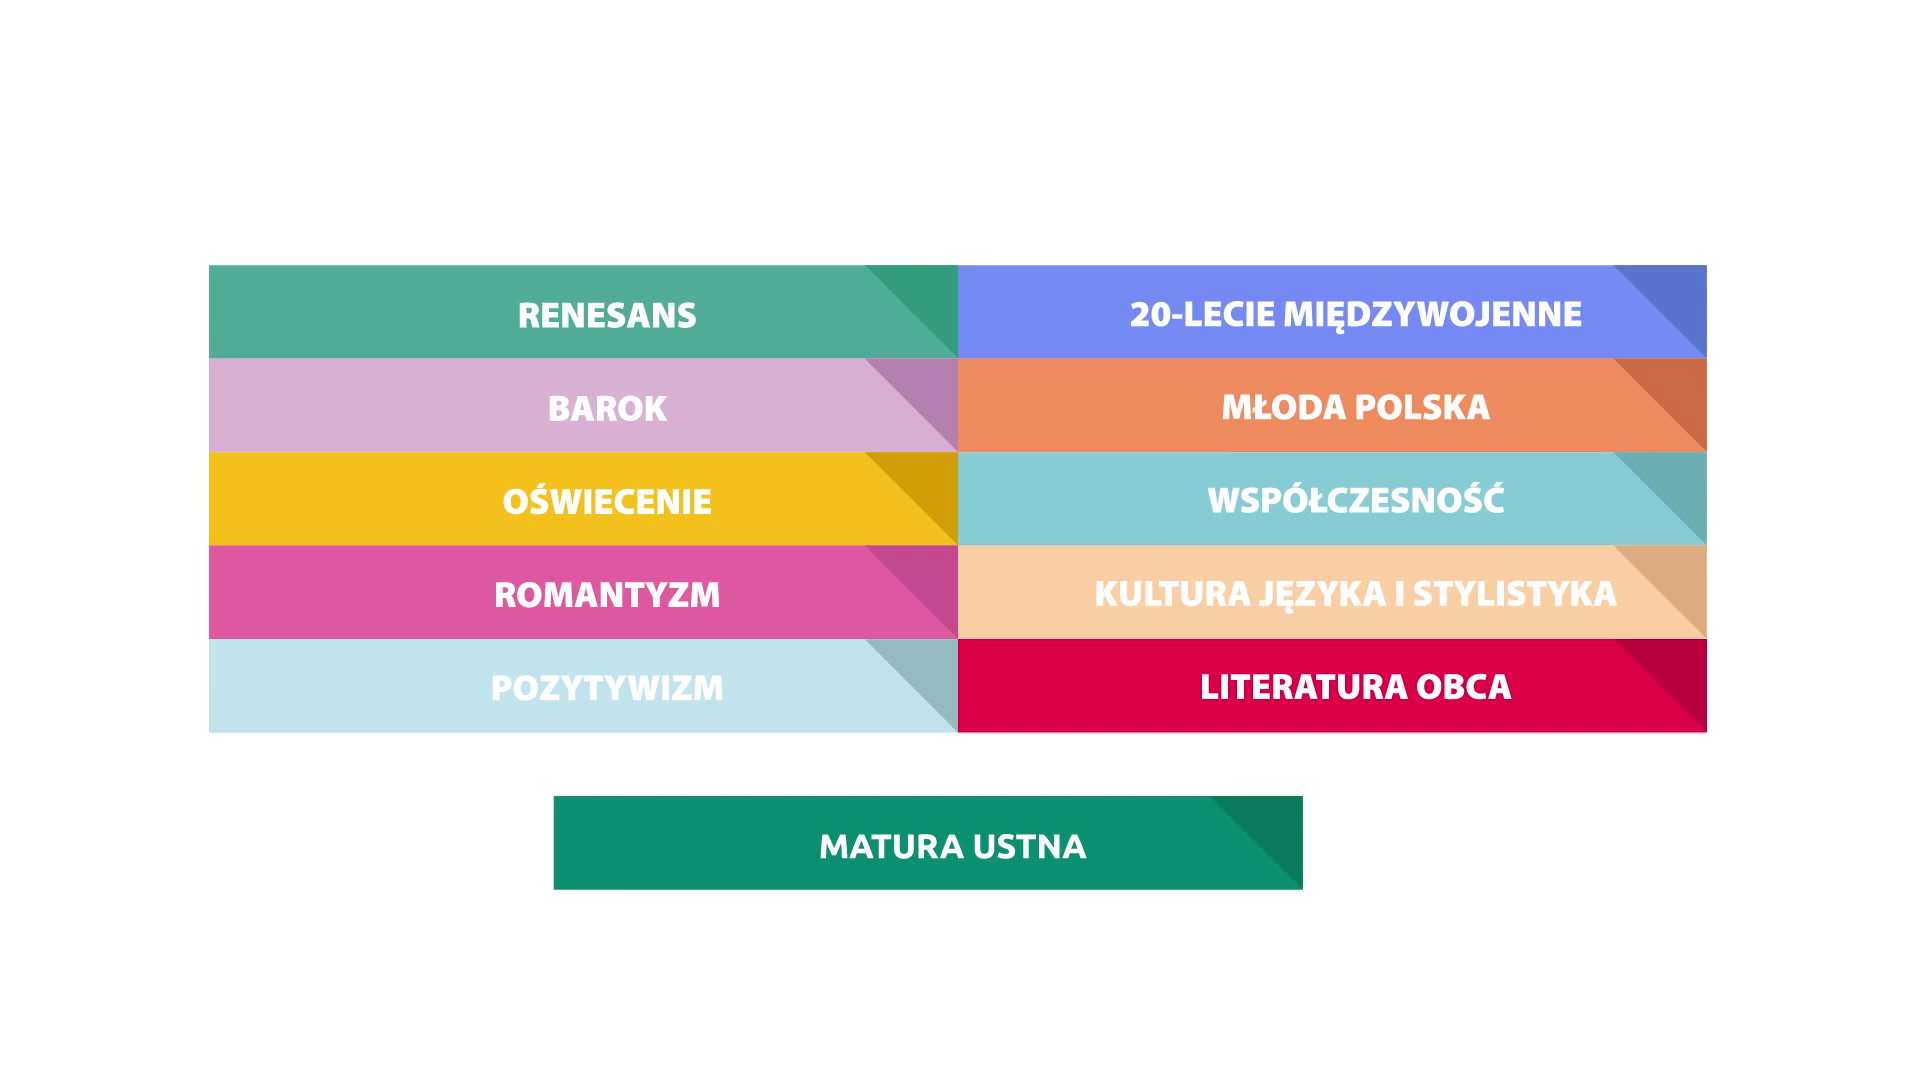 RENESANS
BAROK
OŚWIECENIE
ROMANTYZM
POZYTYWIZM
20-LECIE MIĘDZYWOJENNE
MŁODA POLSKA
WSPÓŁCZESNOŚĆ
KULTURA JĘZYKA I STYLISTYKA
LITERATURA OBCA
MATURA USTNA